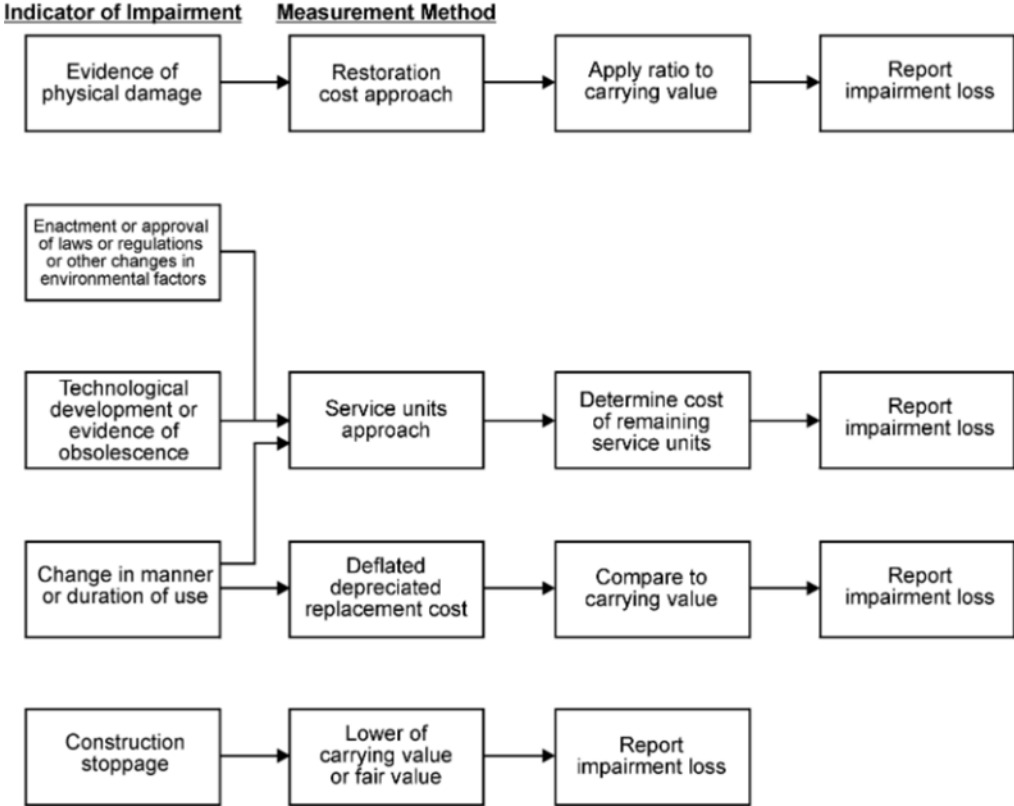 Indicator of Impairment
Measurement Method
Evidence of
physical damage
Restoration
cost approach
Apply ratio to
carrying value
Report
impairment loss
Enactment or approval
of laws or regulations
or other changes in
environmental factors
Technological
development or
evidence of
obsolescence
Service units
approach
Determine cost
of remaining
service units
Report
impairment loss
Change in manner
or duration of use
Deflated
depreciated
replacement cost
Compare to
carrying value
Report
impairment loss
Construction
stoppage
Lower of
carrying value
or fair value
Report
impairment loss